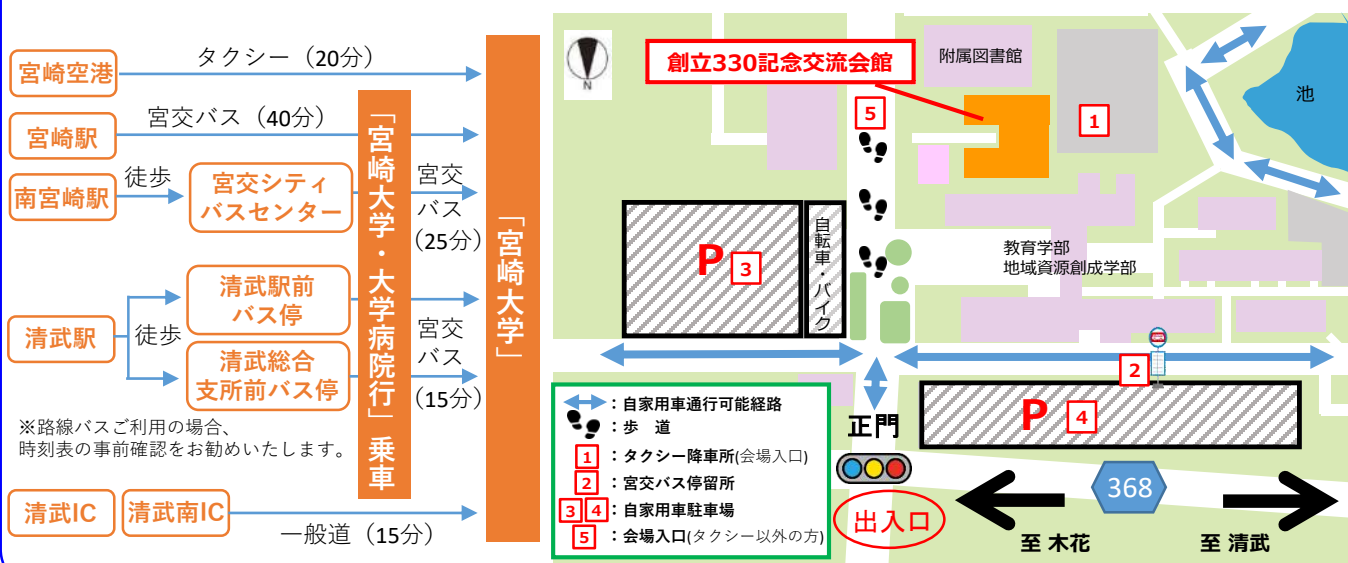 宮崎空港
タクシー（20分）
宮崎駅
宮交バス（40分）
南宮崎駅
徒歩
宮交シティ
バスセンター
宮交
バス
（25分）
清武駅
徒歩
清武駅前
バス停
清武総合
支所前バス停
宮交
バス
（15分）
「宮崎大学・大学病院行」乗車
「宮崎大学」
※路線バスご利用の場合、
時刻表の事前確認をお勧めいたします。
清武IC
清武南IC
一般道（15分）
N
創立330記念交流会館
附属図書館
池
1
5
P 3
自転車・バイク
教育学部
地域資源創成学部
2
P 4
正門
出入口
368
至 木花
至 清武
：自家用車通行可能経路
：歩　道
1：タクシー降車所(会場入口)
2：宮交バス停留所
3 4：自家用車駐車場
5：会場入口(タクシー以外の方)